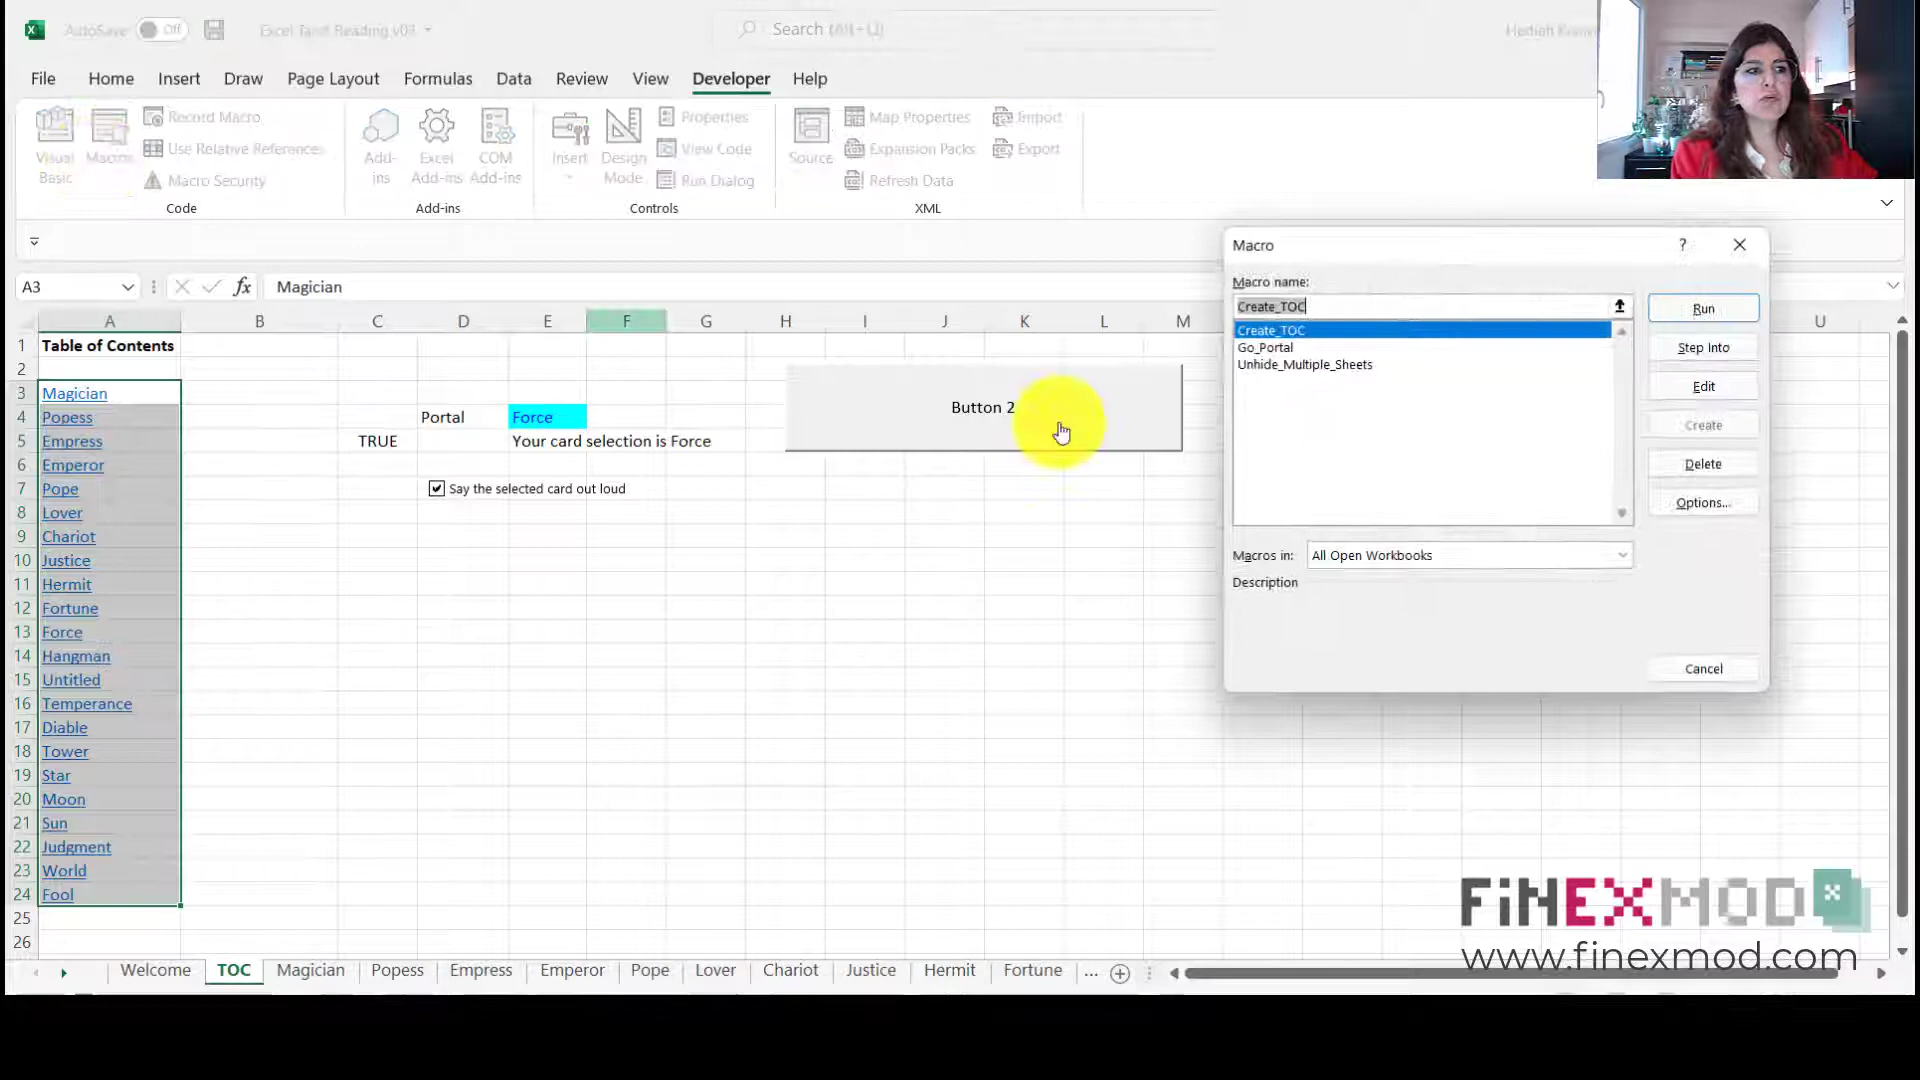 AutoSave Off Excel Tarot Reading v03 Search (Alt+Q)
File Home Insert Draw Page Layout Formulas Data Review View Developer Help
Visual Basic
Macros
Record Macro
Use Relative References
Macro Security
Code
Add-ins
Excel Add-ins
COM Add-ins
Add-ins
Insert
Design Mode
Properties
View Code
Run Dialog
Controls
Source
Map Properties
Expansion Packs
Refresh Data
Import
Export
XML
A3 fx Magician
A B C D E F G H I J K L M U
1 Table of Contents
2
3 Magician
4 Popess Portal Force
5 Empress TRUE Your card selection is Force
6 Emperor
7 Pope Say the selected card out loud
8 Lover
9 Chariot
10 Justice
11 Hermit
12 Fortune
13 Force
14 Hangman
15 Untitled
16 Temperance
17 Diable
18 Tower
19 Star
20 Moon
21 Sun
22 Judgment
23 World
24 Fool
25
26
Button 2
Macro ?
Macro name:
Create_TOC
Create_TOC
Go_Portal
Unhide_Multiple_Sheets
Run
Step Into
Edit
Create
Delete
Options...
Macros in: All Open Workbooks
Description
Cancel
FiNEXMOD
www.finexmod.com
Welcome TOC Magician Popess Empress Emperor Pope Lover Chariot Justice Hermit Fortune ...